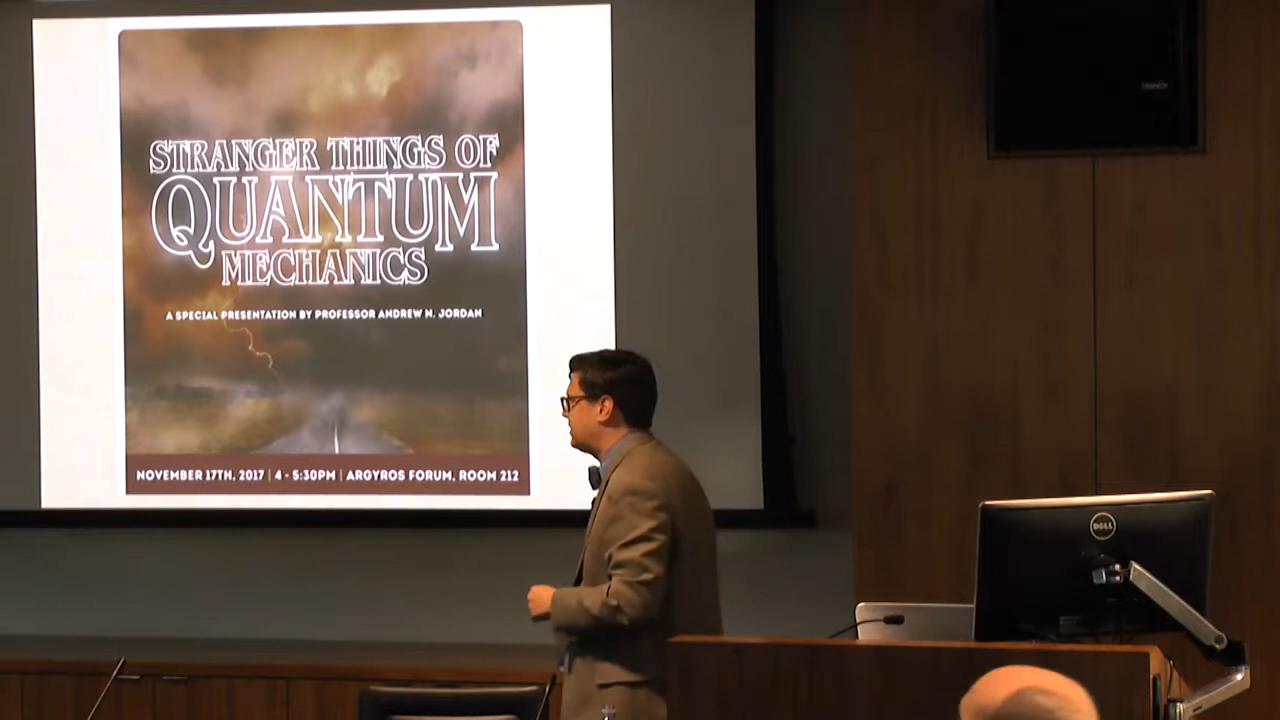 STRANGER THINGS OF
QUANTUM
MECHANICS
A SPECIAL PRESENTATION BY PROFESSOR ANDREW N. JORDAN
NOVEMBER 17TH, 2017 | 4 - 5:30PM | ARGYROS FORUM, ROOM 212
DELL